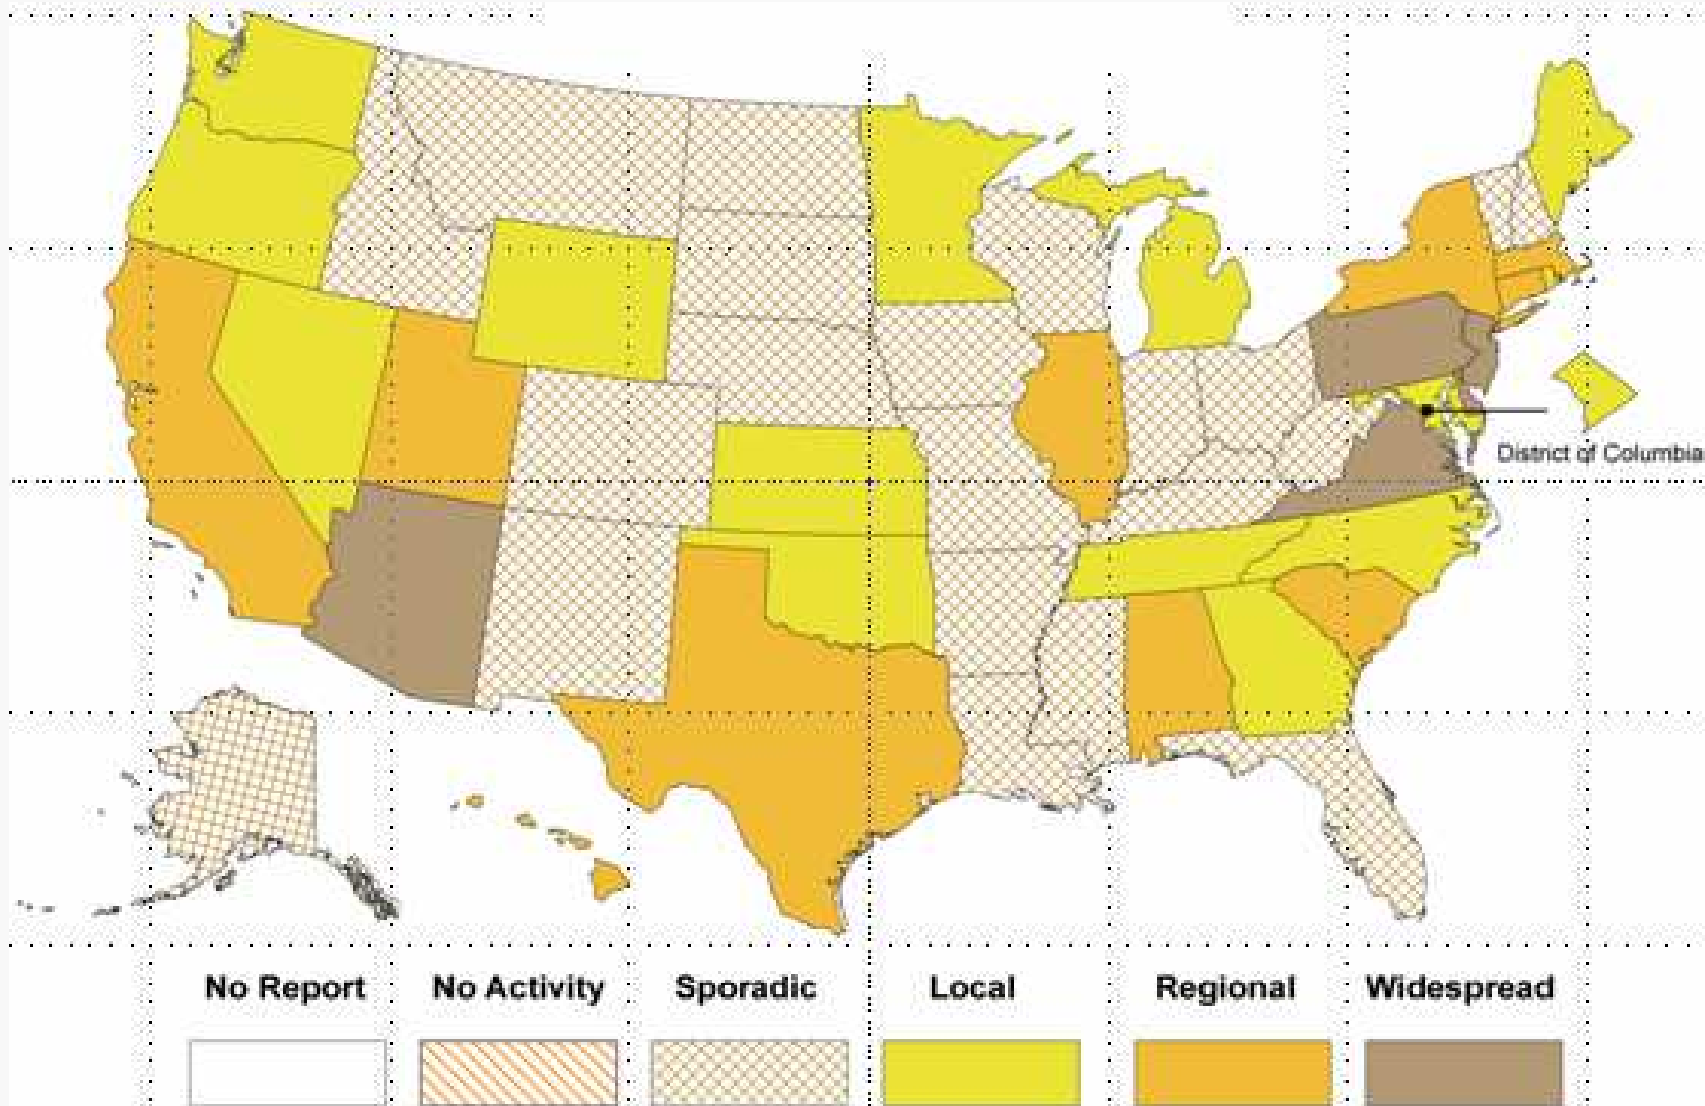 District of Columbia
No Report
No Activity
Sporadic
Local
Regional
Widespread